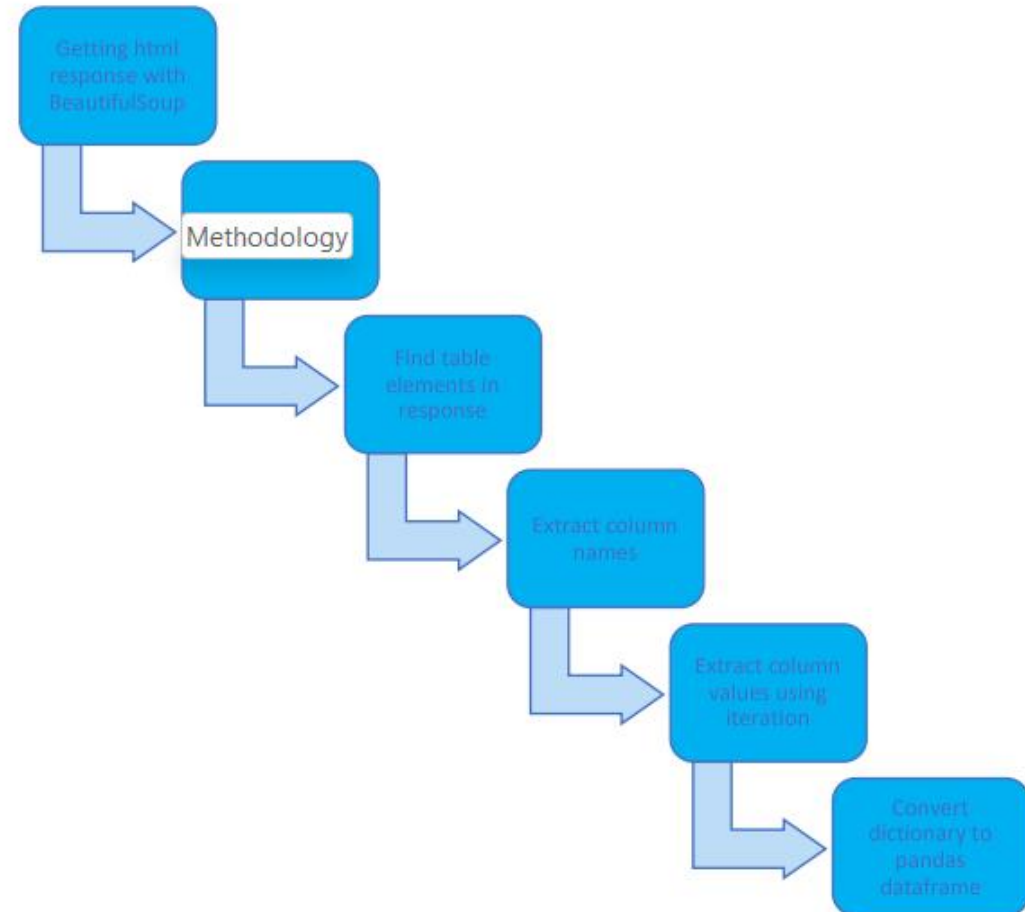 Getting html
response with
BeautifulSoup
Methodology
Find table
elements in
response
Extract column
names
Extract column
values using
iteration
Convert
dictionary to
pandas
dataframe